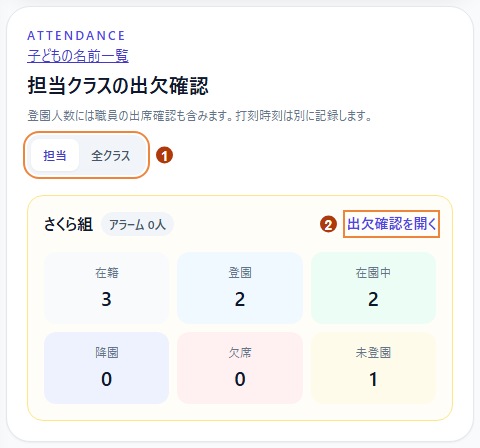 ATTENDANCE
子どもの名前一覧
担当クラスの出欠確認
登園人数には職員の出席確認も含みます。打刻時刻は別に記録します。
担当 全クラス 1
さくら組 アラーム 0人 2 出欠確認を開く
在籍 登園 在園中
3 2 2
降園 欠席 未登園
0 0 1